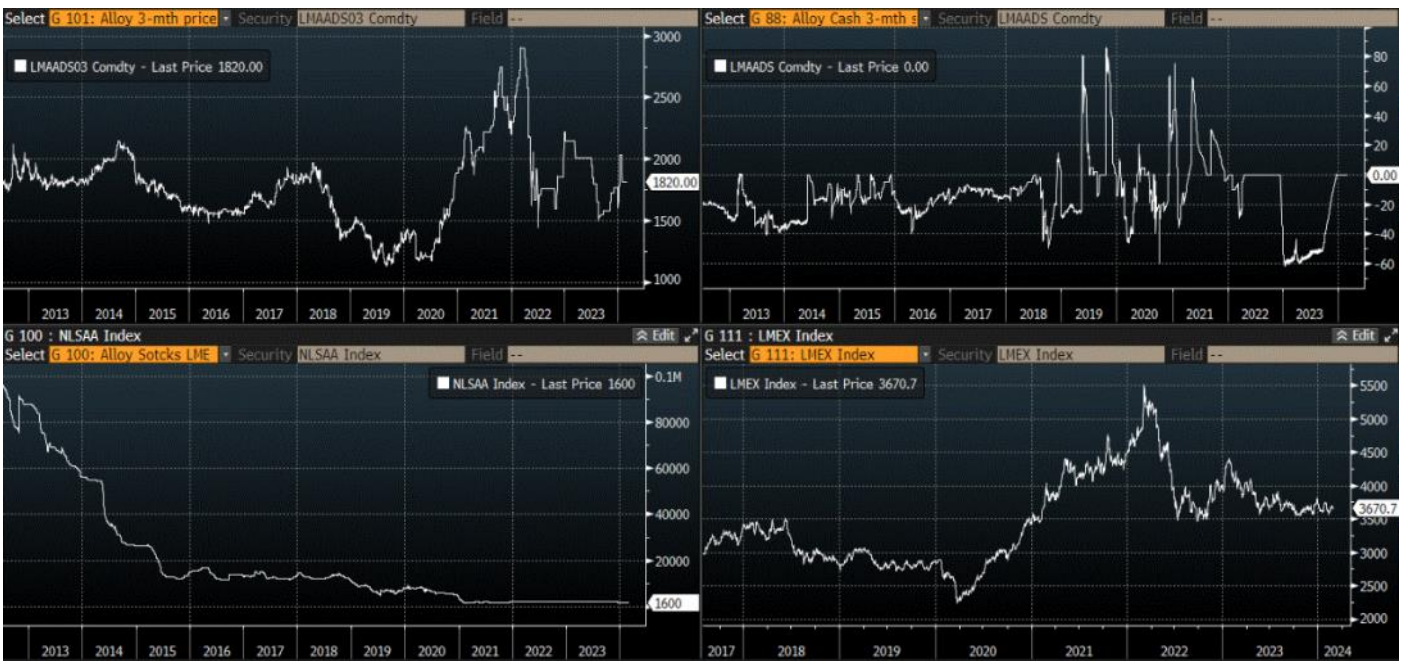 Select G 101: Alloy 3-mth price Security LMAADS03 Comdty Field --
LMAADS03 Comdty - Last Price 1820.00
3000
2500
2000
1820.00
1500
1000
2013 2014 2015 2016 2017 2018 2019 2020 2021 2022 2023
Select G 88: Alloy Cash 3-mth s Security LMAADS Comdty Field --
LMAADS Comdty - Last Price 0.00
80
60
40
20
0.00
-20
-40
-60
2013 2014 2015 2016 2017 2018 2019 2020 2021 2022 2023
G 100 : NLSAA Index Edit
Select G 100: Alloy Sotcks LME Security NLSAA Index Field --
NLSAA Index - Last Price 1600
0.1M
80000
60000
40000
20000
1600
2013 2014 2015 2016 2017 2018 2019 2020 2021 2022 2023
G 111 : LMEX Index Edit
Select G 111: LMEX Index Security LMEX Index Field --
LMEX Index - Last Price 3670.7
5500
5000
4500
4000
3670.7
3500
3000
2500
2000
2017 2018 2019 2020 2021 2022 2023 2024